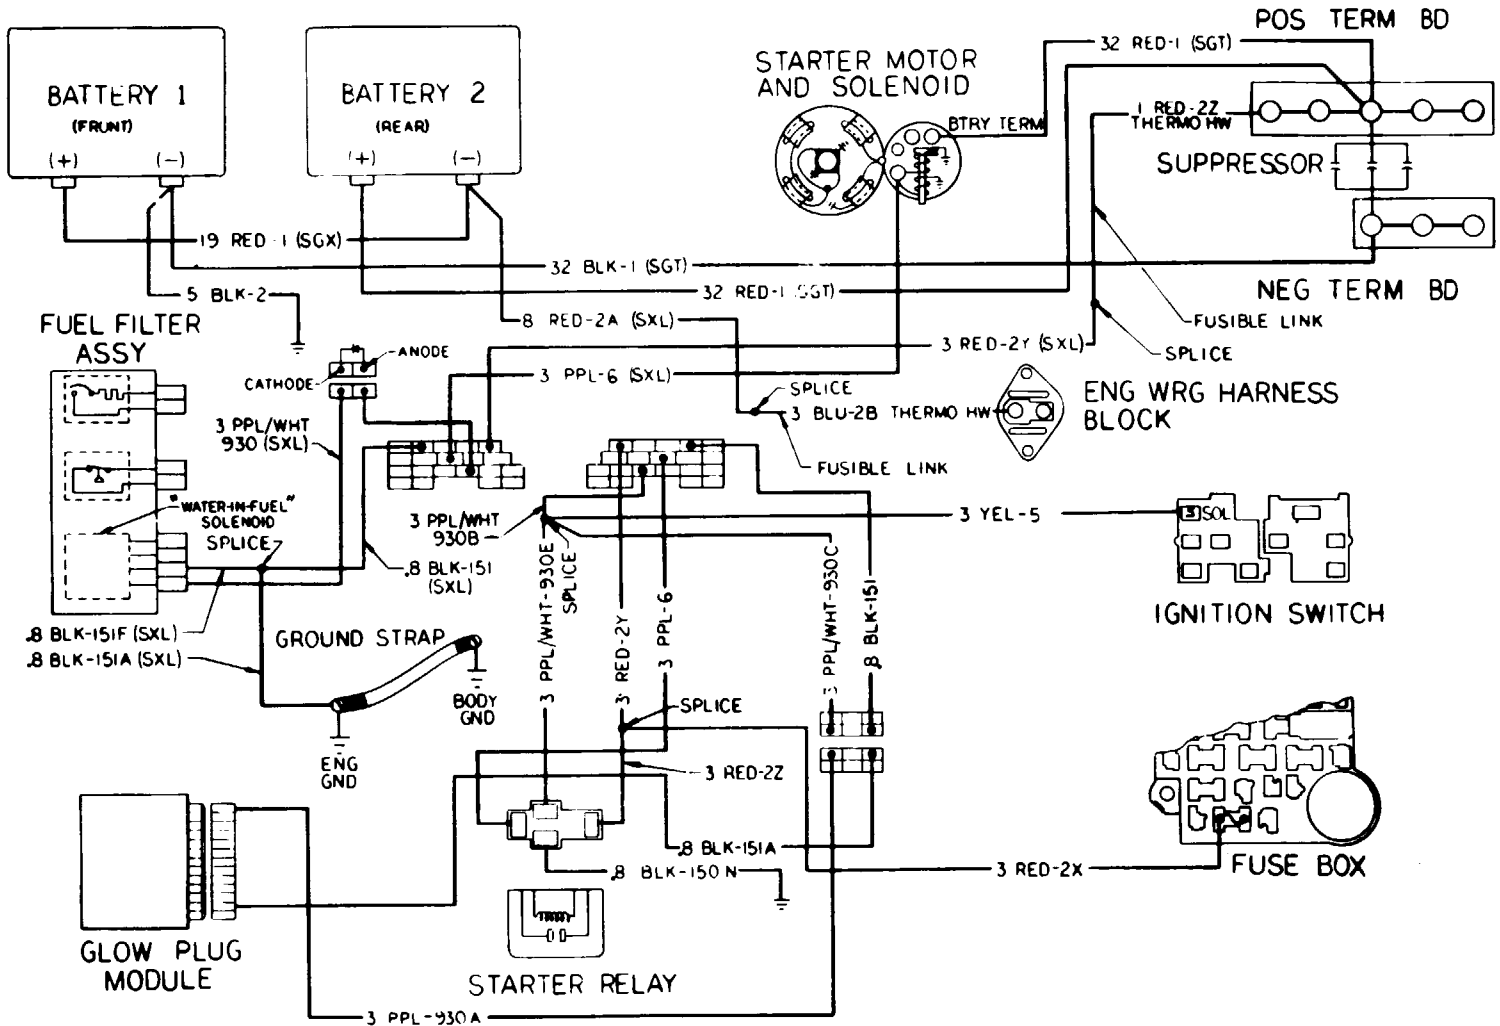 POS TERM BD
32 RED-1 (SGT)
STARTER MOTOR
AND SOLENOID
BATTERY 1
(FRONT)
(+) (-)
BATTERY 2
(REAR)
(+) (-)
BTRY TERM
1 RED-2Z
THERMO HW
SUPPRESSOR
19 RED-1 (SGX)
32 BLK-1 (SGT)
32 RED-1 (SGT)
5 BLK-2
NEG TERM BD
FUSIBLE LINK
8 RED-2A (SXL)
FUEL FILTER
ASSY
ANODE
CATHODE
3 RED-2Y (SXL)
SPLICE
3 PPL-6 (SXL)
SPLICE
3 BLU-2B THERMO HW
ENG WRG HARNESS
BLOCK
FUSIBLE LINK
3 PPL/WHT
930 (SXL)
"WATER-IN-FUEL"
SOLENOID
SPLICE
3 PPL/WHT
930B
3 YEL-5
3 SOL
IGNITION SWITCH
.8 BLK-151
(SXL)
3 PPL/WHT-930E
SPLICE
3 RED-2Y
3 PPL-6
3 PPL/WHT-930C
.8 BLK-151
.8 BLK-151F (SXL)
.8 BLK-151A (SXL)
GROUND STRAP
BODY
GND
ENG
GND
SPLICE
3 RED-2Z
.8 BLK-151A
.8 BLK-150 N
3 RED-2X
FUSE BOX
GLOW PLUG
MODULE
STARTER RELAY
3 PPL-930A